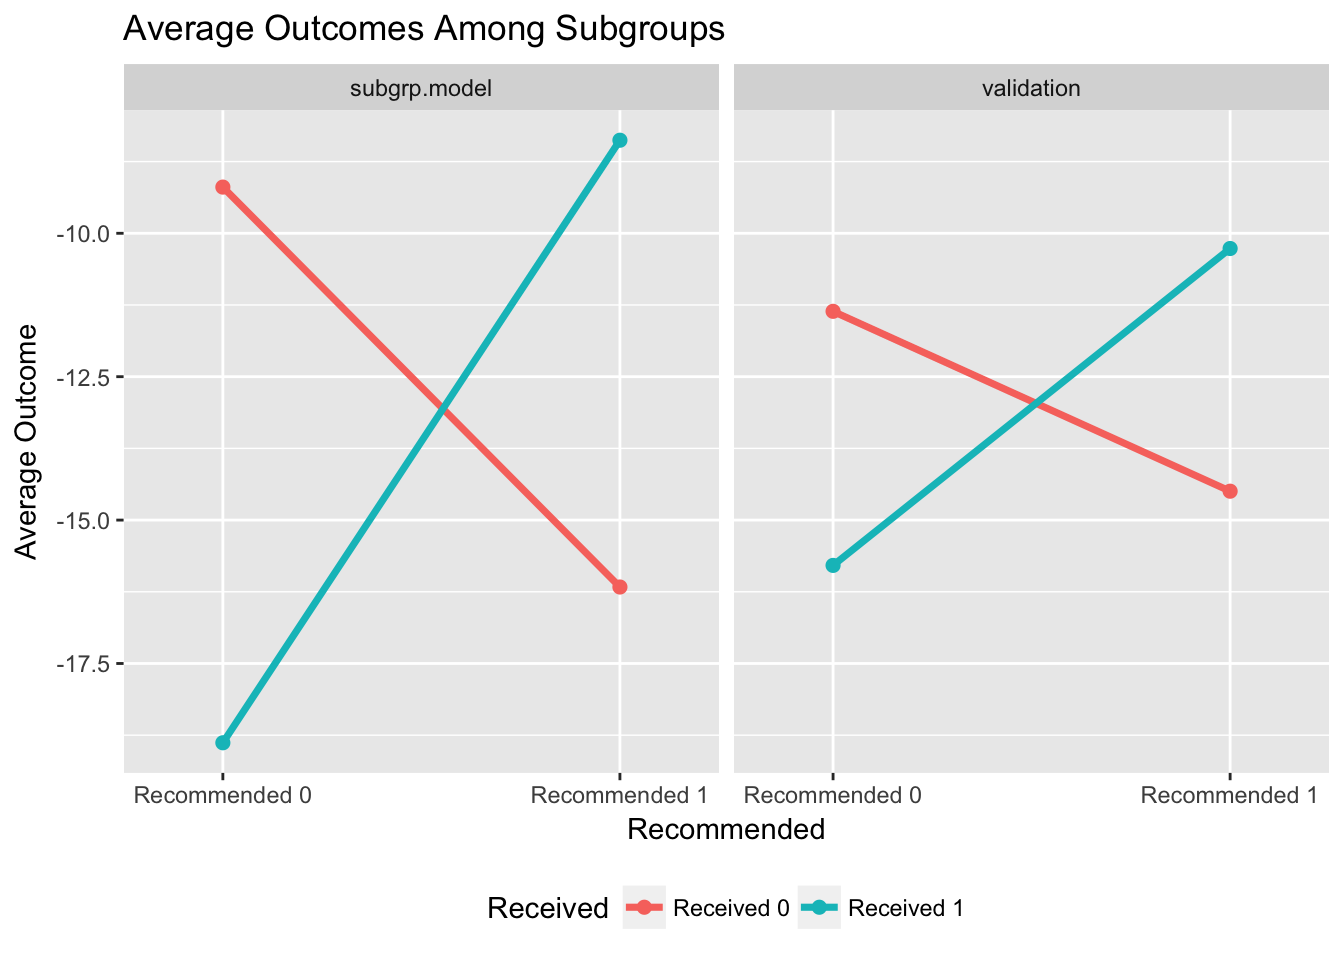 Average Outcomes Among Subgroups
subgrp.model
validation
Average Outcome
-10.0
-12.5
-15.0
-17.5
Recommended 0
Recommended 1
Recommended 0
Recommended 1
Recommended
Received
Received 0
Received 1